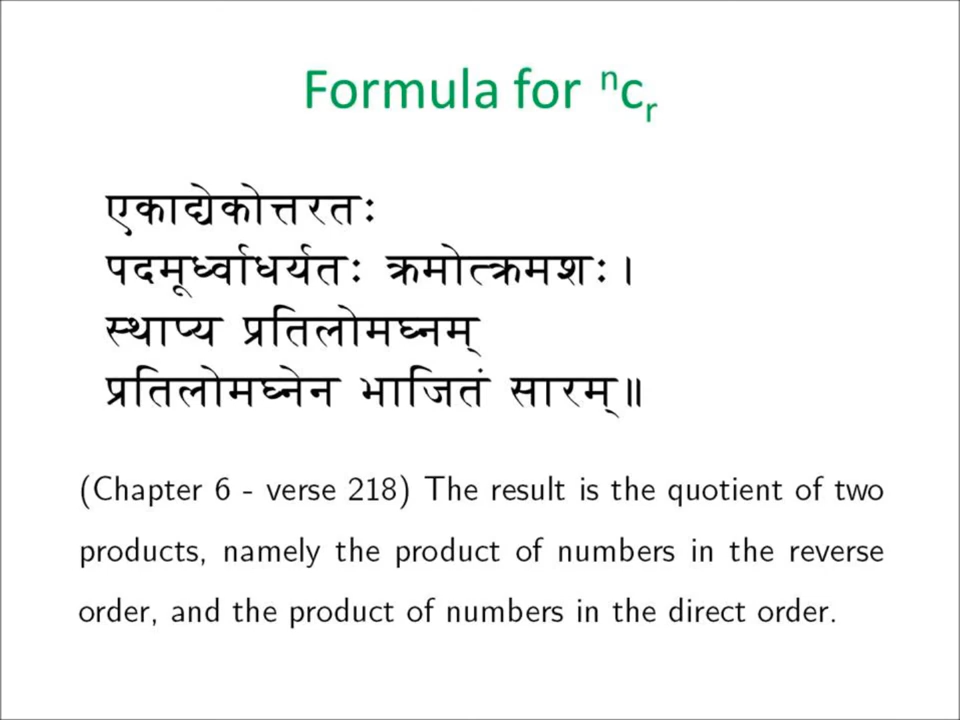 Formula for ⁿcᵣ
एकाद्येकोत्तरतः
पदमूर्ध्वाधर्यतः क्रमोत्क्रमशः ।
स्थाप्य प्रतिलोमघ्नम्
प्रतिलोमघ्नेन भाजितं सारम् ॥
(Chapter 6 - verse 218) The result is the quotient of two
products, namely the product of numbers in the reverse
order, and the product of numbers in the direct order.